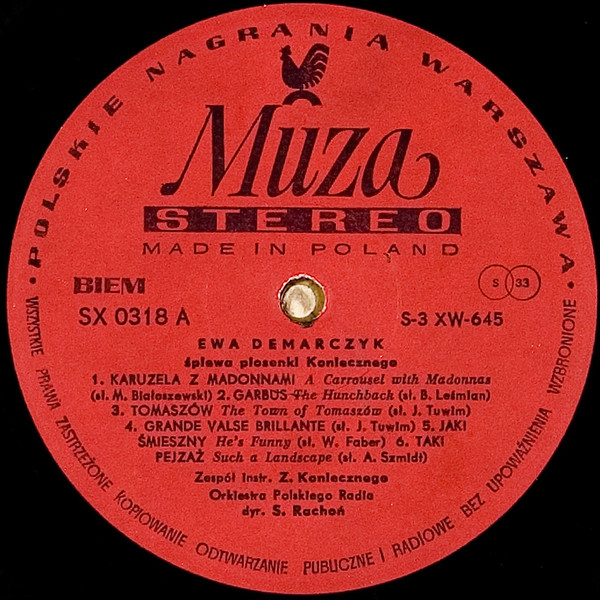 • POLSKIE NAGRANIA WARSZAWA •
Muza
STEREO
MADE IN POLAND
BIEM
S 33
SX 0318 A
S-3 XW-645
EWA DEMARCZYK
śpiewa piosenki Koniecznego
1. KARUZELA Z MADONNAMI A Carrousel with Madonnas
(sł. M. Białoszewski) 2. GARBUS The Hunchback (sł. B. Leśmian)
3. TOMASZÓW The Town of Tomaszów (sł. J. Tuwim)
4. GRANDE VALSE BRILLANTE (sł. J. Tuwim) 5. JAKI
ŚMIESZNY He's Funny (sł. W. Faber) 6. TAKI
PEJZAŻ Such a Landscape (sł. A. Szmidt)
Zespół instr. Z. Koniecznego
Orkiestra Polskiego Radia
dyr. S. Rachoń
WSZYSTKIE PRAWA ZASTRZEŻONE KOPIOWANIE ODTWARZANIE PUBLICZNE I RADIOWE BEZ UPOWAŻNIENIA WZBRONIONE